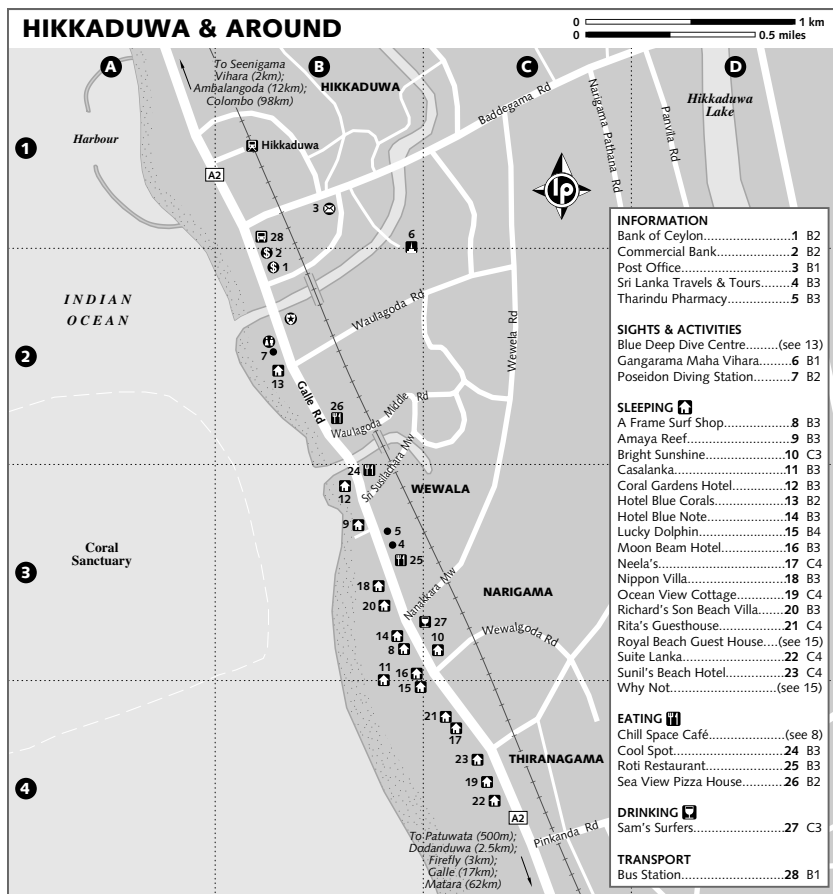 HIKKADUWA & AROUND
0 1 km
0 0.5 miles
A
B
C
D
To Seenigama
Vihara (2km);
Ambalangoda (12km);
Colombo (98km)
HIKKADUWA
Baddegama Rd
Narigama Pathana Rd
Panvila Rd
Hikkaduwa
Lake
1
Harbour
Hikkaduwa
A2
lp
3
28
2
1
6
INDIAN
OCEAN
Waulagoda Rd
Wewela Rd
2
7
13
Galle Rd
26
Waulagoda Middle Rd
Sri Susilachara Mw
24
12
WEWALA
9
5
4
25
Coral
Sanctuary
3
18
20
Nanakkara Mw
NARIGAMA
27
14
8
10
Wewalgoda Rd
11
16
15
21
17
THIRANAGAMA
23
4
19
22
A2
Pinkanda Rd
To Patuwata (500m);
Dodanduwa (2.5km);
Firefly (3km);
Galle (17km);
Matara (62km)
INFORMATION
Bank of Ceylon....................1 B2
Commercial Bank................2 B2
Post Office...........................3 B1
Sri Lanka Travels & Tours....4 B3
Tharindu Pharmacy..............5 B3
SIGHTS & ACTIVITIES
Blue Deep Dive Centre.......(see 13)
Gangarama Maha Vihara.....6 B1
Poseidon Diving Station.......7 B2
SLEEPING
A Frame Surf Shop................8 B3
Amaya Reef..........................9 B3
Bright Sunshine...................10 C3
Casalanka............................11 B3
Coral Gardens Hotel............12 B3
Hotel Blue Corals.................13 B2
Hotel Blue Note...................14 B3
Lucky Dolphin.....................15 B4
Moon Beam Hotel...............16 B3
Neela's................................17 C4
Nippon Villa........................18 B3
Ocean View Cottage............19 C4
Richard's Son Beach Villa....20 B3
Rita's Guesthouse................21 C4
Royal Beach Guest House....(see 15)
Suite Lanka.........................22 C4
Sunil's Beach Hotel..............23 C4
Why Not.............................(see 15)
EATING
Chill Space Café..................(see 8)
Cool Spot............................24 B3
Roti Restaurant....................25 B3
Sea View Pizza House..........26 B2
DRINKING
Sam's Surfers.......................27 C3
TRANSPORT
Bus Station..........................28 B1